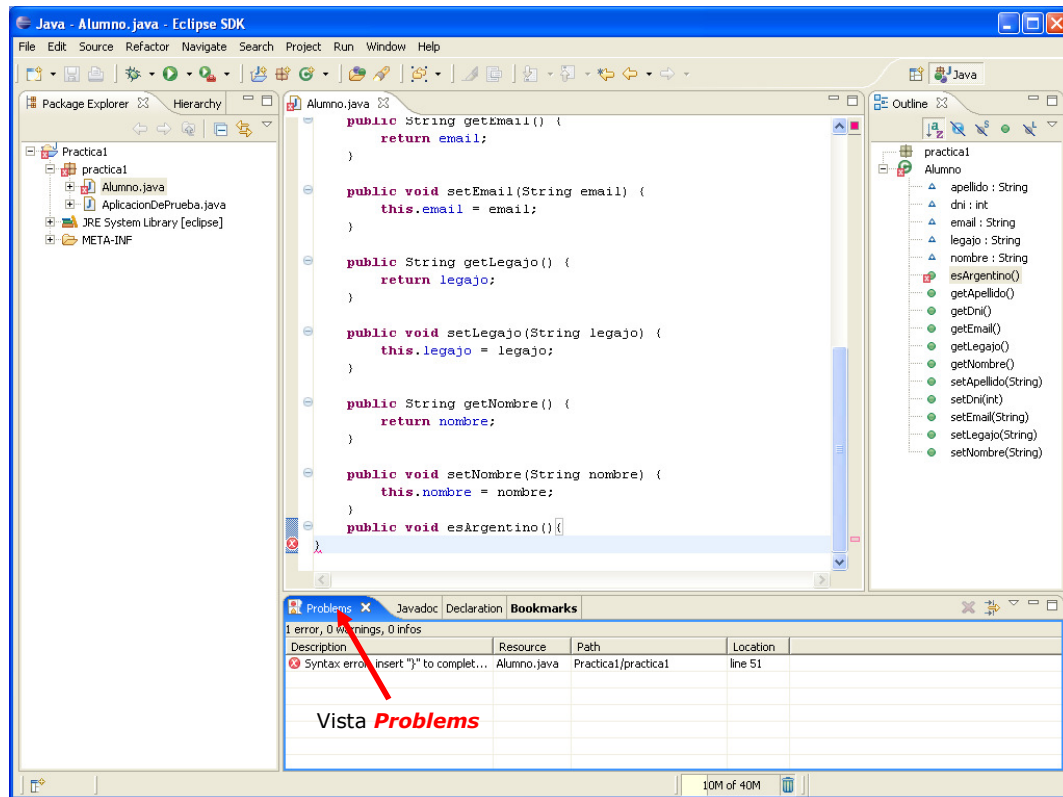 Java - Alumno.java - Eclipse SDK
File Edit Source Refactor Navigate Search Project Run Window Help
Java
Package Explorer Hierarchy
Practica1
practica1
Alumno.java
AplicacionDePrueba.java
JRE System Library [eclipse]
META-INF
Alumno.java
public String getEmail() {
return email;
}
public void setEmail(String email) {
this.email = email;
}
public String getLegajo() {
return legajo;
}
public void setLegajo(String legajo) {
this.legajo = legajo;
}
public String getNombre() {
return nombre;
}
public void setNombre(String nombre) {
this.nombre = nombre;
}
public void esArgentino(){
}
Outline
practica1
Alumno
apellido : String
dni : int
email : String
legajo : String
nombre : String
esArgentino()
getApellido()
getDni()
getEmail()
getLegajo()
getNombre()
setApellido(String)
setDni(int)
setEmail(String)
setLegajo(String)
setNombre(String)
Problems Javadoc Declaration Bookmarks
1 error, 0 warnings, 0 infos
Description Resource Path Location
Syntax error, insert "}" to complet... Alumno.java Practica1/practica1 line 51
Vista Problems
10M of 40M